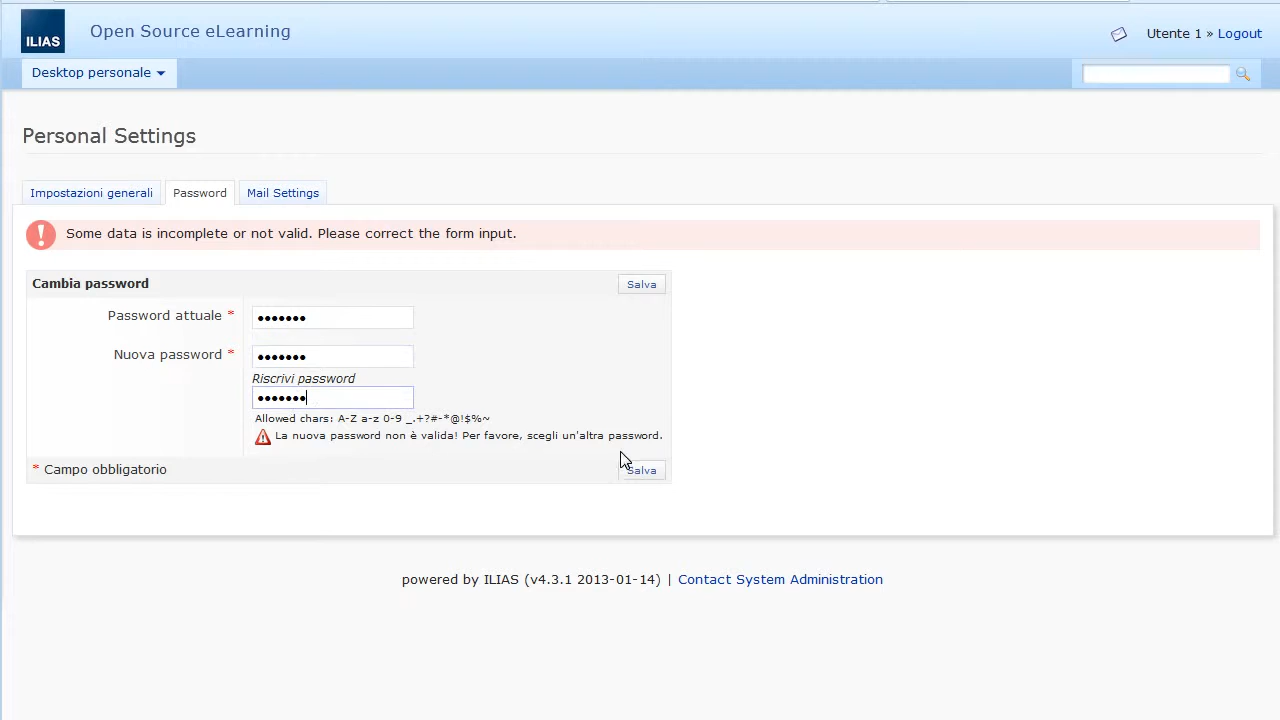 ILIAS
Open Source eLearning
Utente 1 » Logout
Desktop personale
Personal Settings
Impostazioni generali
Password
Mail Settings
Some data is incomplete or not valid. Please correct the form input.
Cambia password
Salva
Password attuale *
•••••••
Nuova password *
•••••••
Riscrivi password
•••••••
Allowed chars: A-Z a-z 0-9 _.+?#-*@!$%~
La nuova password non è valida! Per favore, scegli un'altra password.
* Campo obbligatorio
Salva
powered by ILIAS (v4.3.1 2013-01-14) | Contact System Administration